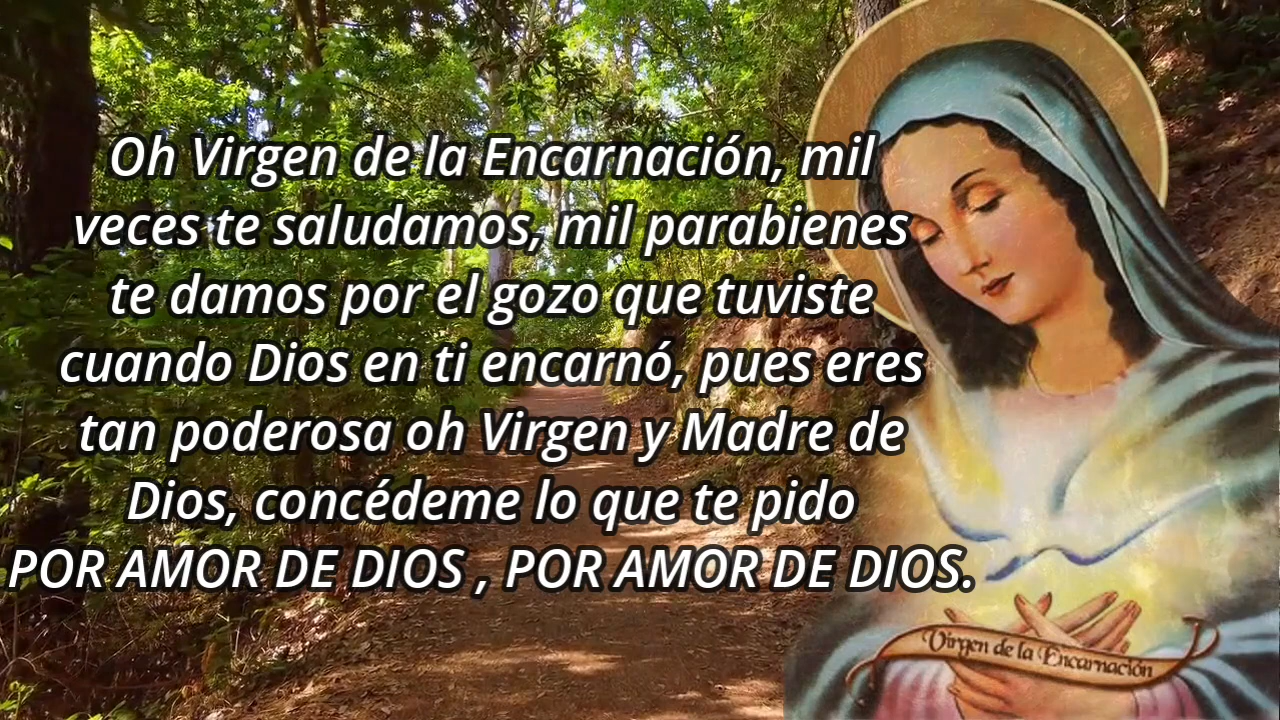 Oh Virgen de la Encarnación, mil
veces te saludamos, mil parabienes
te damos por el gozo que tuviste
cuando Dios en ti encarnó, pues eres
tan poderosa oh Virgen y Madre de
Dios, concédeme lo que te pido
POR AMOR DE DIOS , POR AMOR DE DIOS.
Virgen de la Encarnación